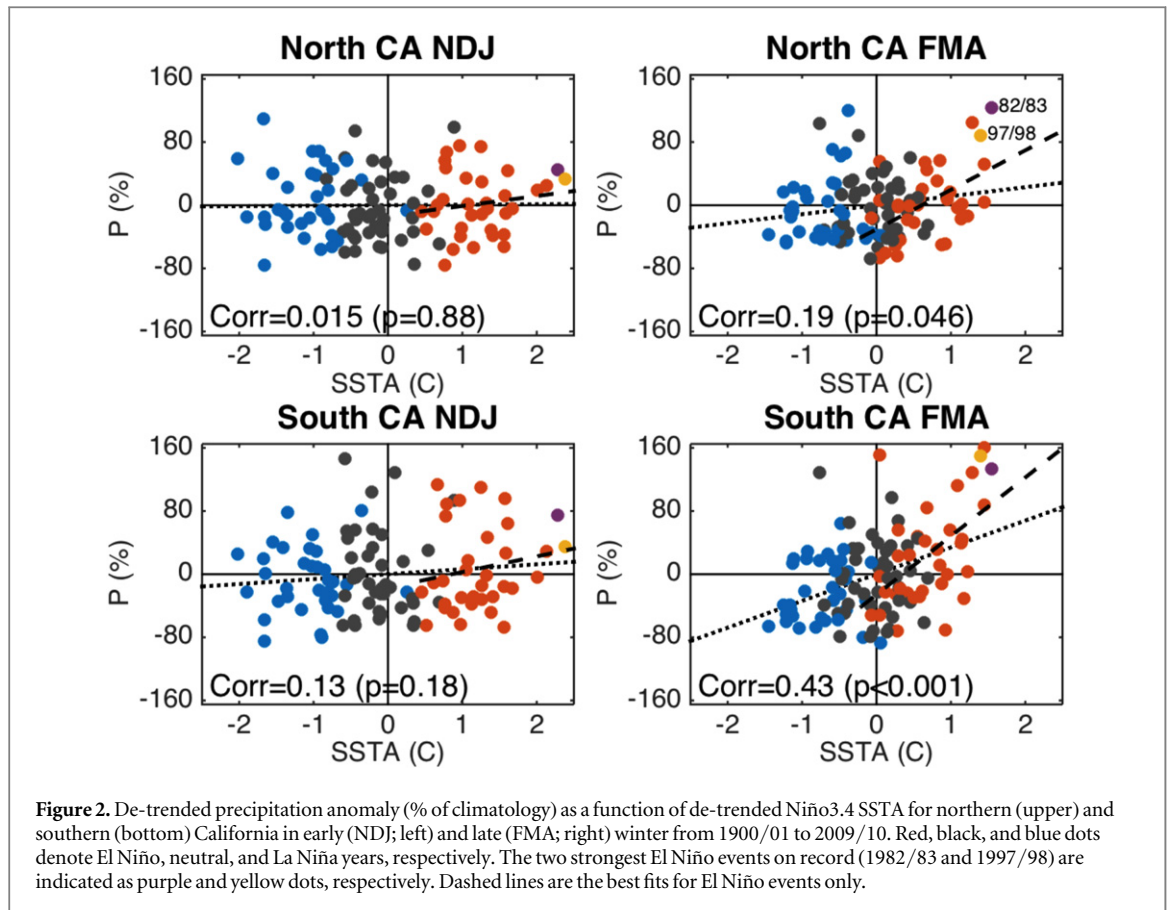 North CA NDJ
160
80
0
-80
-160
P (%)
Corr=0.015 (p=0.88)
-2 -1 0 1 2
SSTA (C)
North CA FMA
160
80
0
-80
-160
P (%)
82/83
97/98
Corr=0.19 (p=0.046)
-2 -1 0 1 2
SSTA (C)
South CA NDJ
160
80
0
-80
-160
P (%)
Corr=0.13 (p=0.18)
-2 -1 0 1 2
SSTA (C)
South CA FMA
160
80
0
-80
-160
P (%)
Corr=0.43 (p<0.001)
-2 -1 0 1 2
SSTA (C)
Figure 2. De-trended precipitation anomaly (% of climatology) as a function of de-trended Niño3.4 SSTA for northern (upper) and
southern (bottom) California in early (NDJ; left) and late (FMA; right) winter from 1900/01 to 2009/10. Red, black, and blue dots
denote El Niño, neutral, and La Niña years, respectively. The two strongest El Niño events on record (1982/83 and 1997/98) are
indicated as purple and yellow dots, respectively. Dashed lines are the best fits for El Niño events only.